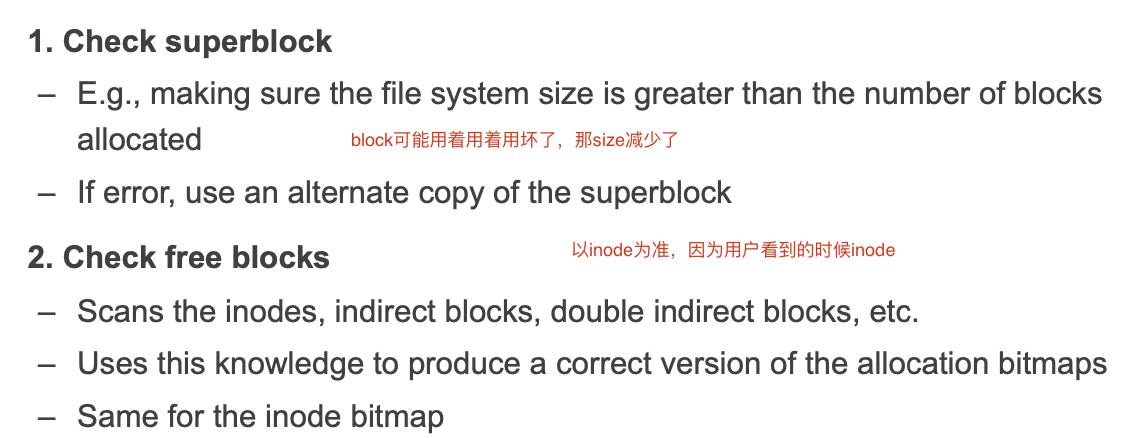 1. Check superblock
– E.g., making sure the file system size is greater than the number of blocks
allocated
block可能用着用着用坏了，那size减少了
– If error, use an alternate copy of the superblock
2. Check free blocks
以inode为准，因为用户看到的时候inode
– Scans the inodes, indirect blocks, double indirect blocks, etc.
– Uses this knowledge to produce a correct version of the allocation bitmaps
– Same for the inode bitmap